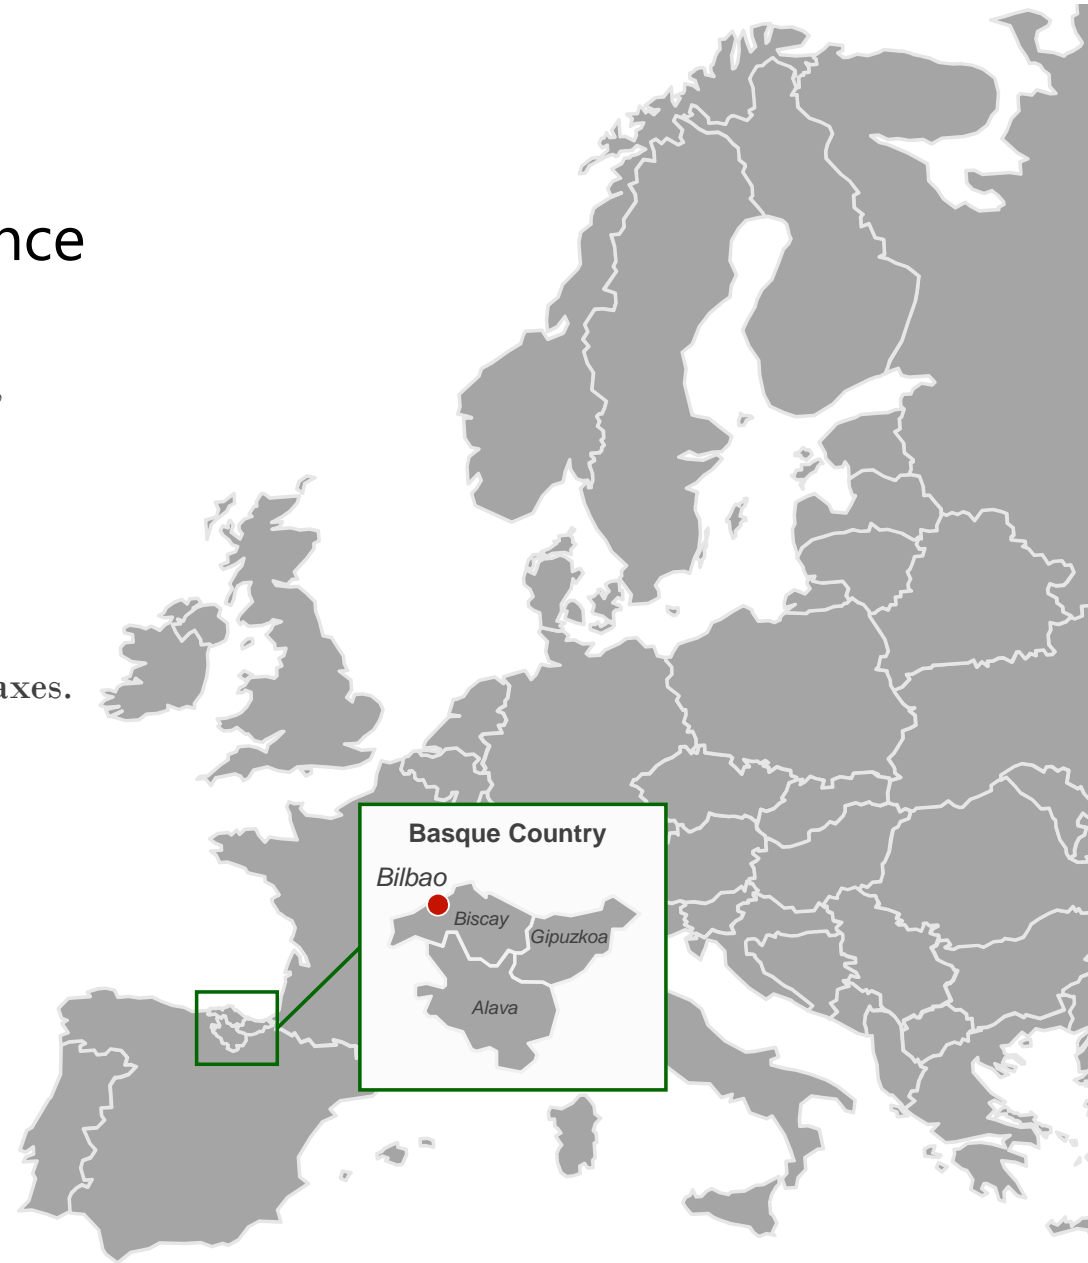 nce
,
axes.
Basque Country
Bilbao
Biscay
Gipuzkoa
Alava